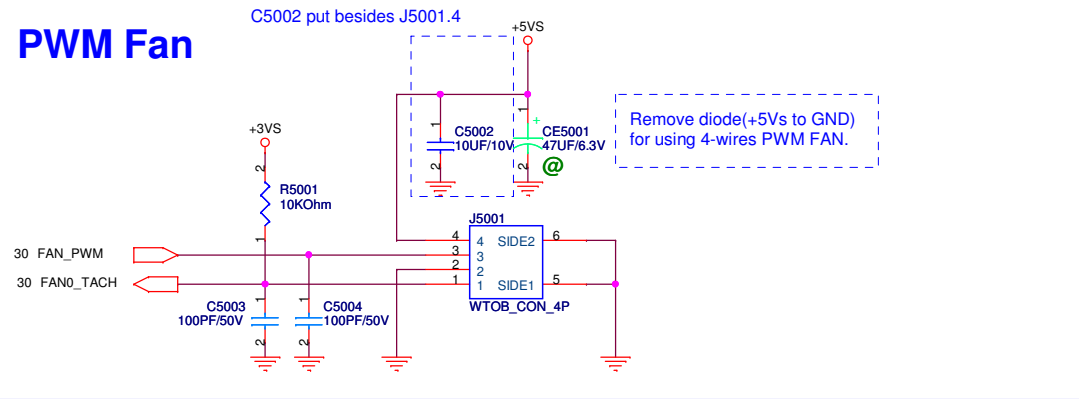 C5002 put besides J5001.4
PWM Fan
+5VS
Remove diode(+5Vs to GND)
for using 4-wires PWM FAN.
1
1
+
C5002
10UF/10V
CE5001
47UF/6.3V
2
2
@
+3VS
2
R5001
10KOhm
1
J5001
4
4
SIDE2
6
30 FAN_PWM
3
3
2
2
30 FAN0_TACH
1
1
SIDE1
5
WTOB_CON_4P
1
C5003
100PF/50V
2
1
C5004
100PF/50V
2